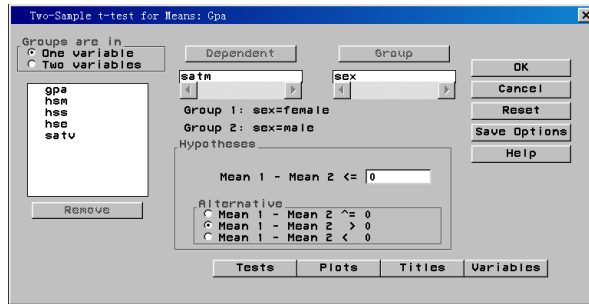 Two-Sample t-test for Means: Gpa
Groups are in
One variable
Two variables
gpa
hsm
hss
hse
satv
Remove
Dependent
satm
Group
sex
Group 1: sex=female
Group 2: sex=male
Hypotheses
Mean 1 - Mean 2 <= 0
Alternative
Mean 1 - Mean 2 ^= 0
Mean 1 - Mean 2 > 0
Mean 1 - Mean 2 < 0
OK
Cancel
Reset
Save Options
Help
Tests Plots Titles Variables